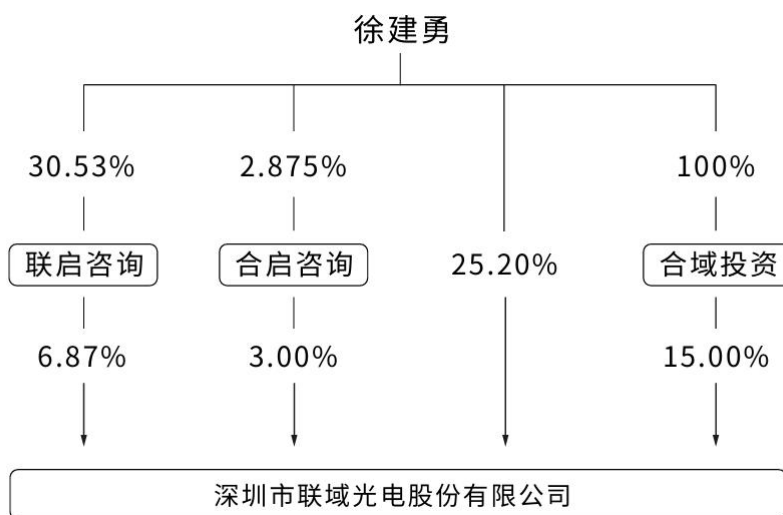 徐建勇
30.53% 2.875% 100%
联启咨询 合启咨询 25.20% 合域投资
6.87% 3.00% 15.00%
深圳市联域光电股份有限公司